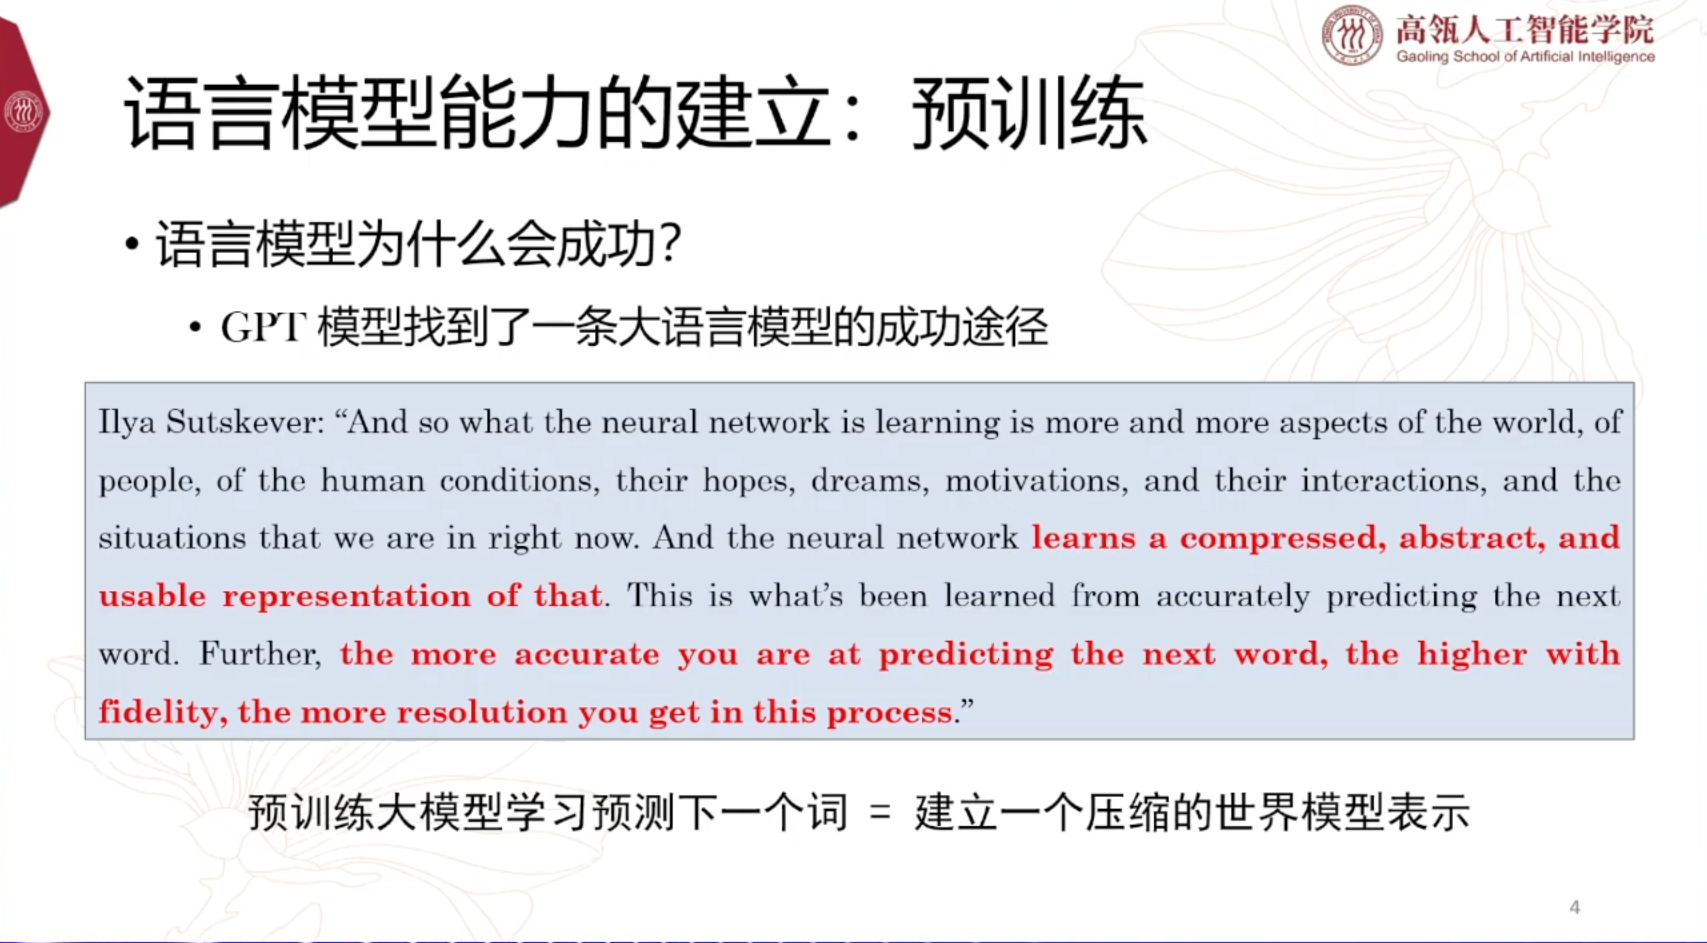 高瓴人工智能学院
Gaoling School of Artificial Intelligence
语言模型能力的建立：预训练
• 语言模型为什么会成功？
• GPT 模型找到了一条大语言模型的成功途径
Ilya Sutskever: “And so what the neural network is learning is more and more aspects of the world, of
people, of the human conditions, their hopes, dreams, motivations, and their interactions, and the
situations that we are in right now. And the neural network learns a compressed, abstract, and
usable representation of that. This is what’s been learned from accurately predicting the next
word. Further, the more accurate you are at predicting the next word, the higher with
fidelity, the more resolution you get in this process.”
预训练大模型学习预测下一个词 = 建立一个压缩的世界模型表示
4